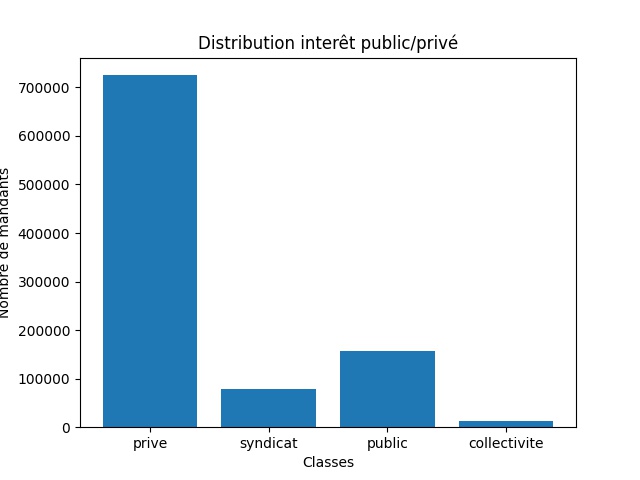 Distribution interêt public/privé
Nombre de mandants
700000
600000
500000
400000
300000
200000
100000
0
prive
syndicat
public
collectivite
Classes